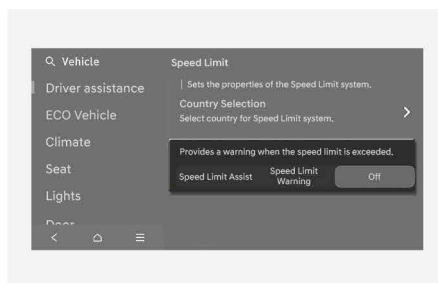 Vehicle
Driver assistance
ECO Vehicle
Climate
Seat
Lights
Door
Speed Limit
Sets the properties of the Speed Limit system.
Country Selection
Select country for Speed Limit system.
Provides a warning when the speed limit is exceeded.
Speed Limit Assist
Speed Limit
Warning
Off